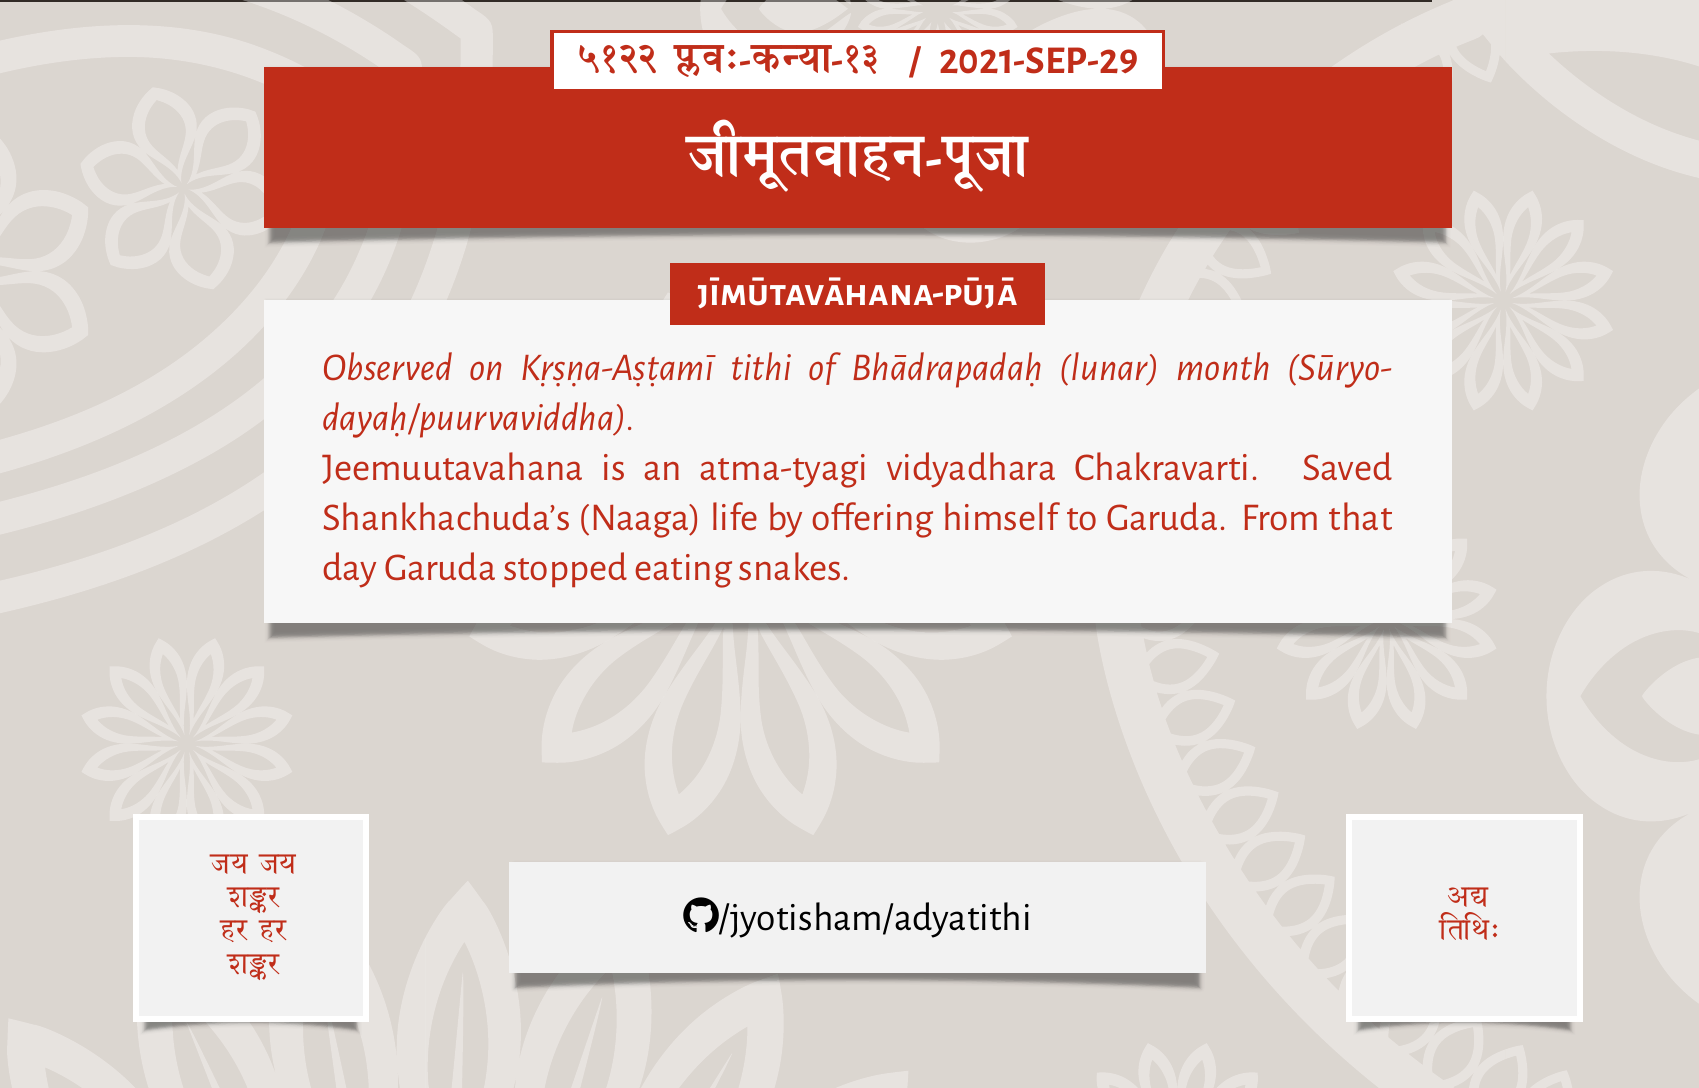 ५१२२ प्लवः-कन्या-१३ / 2021-SEP-29
जीमूतवाहन-पूजा
JĪMŪTAVĀHANA-PŪJĀ
Observed on Kṛṣṇa-Aṣṭamī tithi of Bhādrapadaḥ (lunar) month (Sūryo-
dayaḥ/puurvaviddha).
Jeemuutavahana is an atma-tyagi vidyadhara Chakravarti. Saved
Shankhachuda’s (Naaga) life by offering himself to Garuda. From that
day Garuda stopped eating snakes.
जय जय
शङ्कर
हर हर
शङ्कर
/jyotisham/adyatithi
अद्य
तिथिः